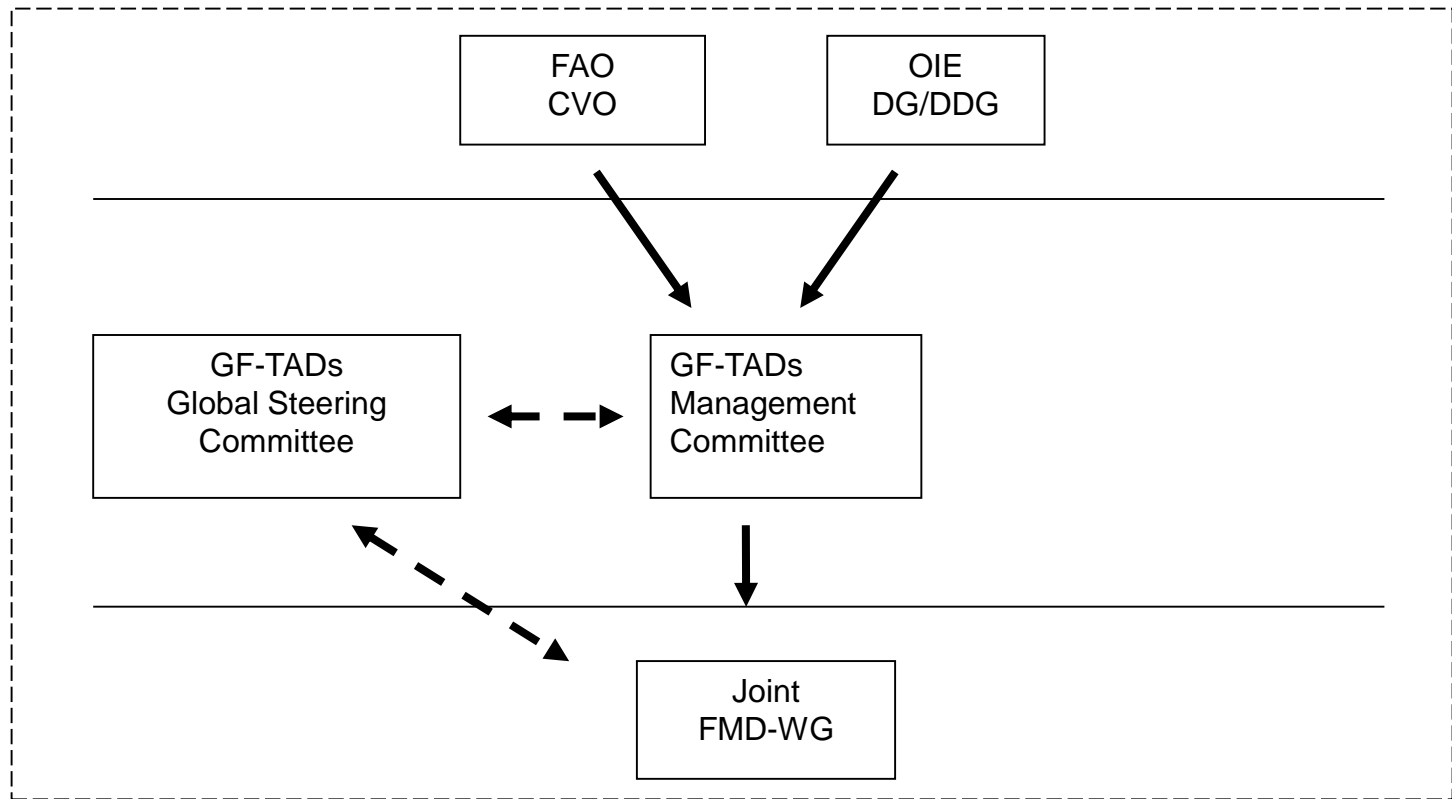 FAO
CVO
OIE
DG/DDG
GF-TADs
Global Steering
Committee
GF-TADs
Management
Committee
Joint
FMD-WG